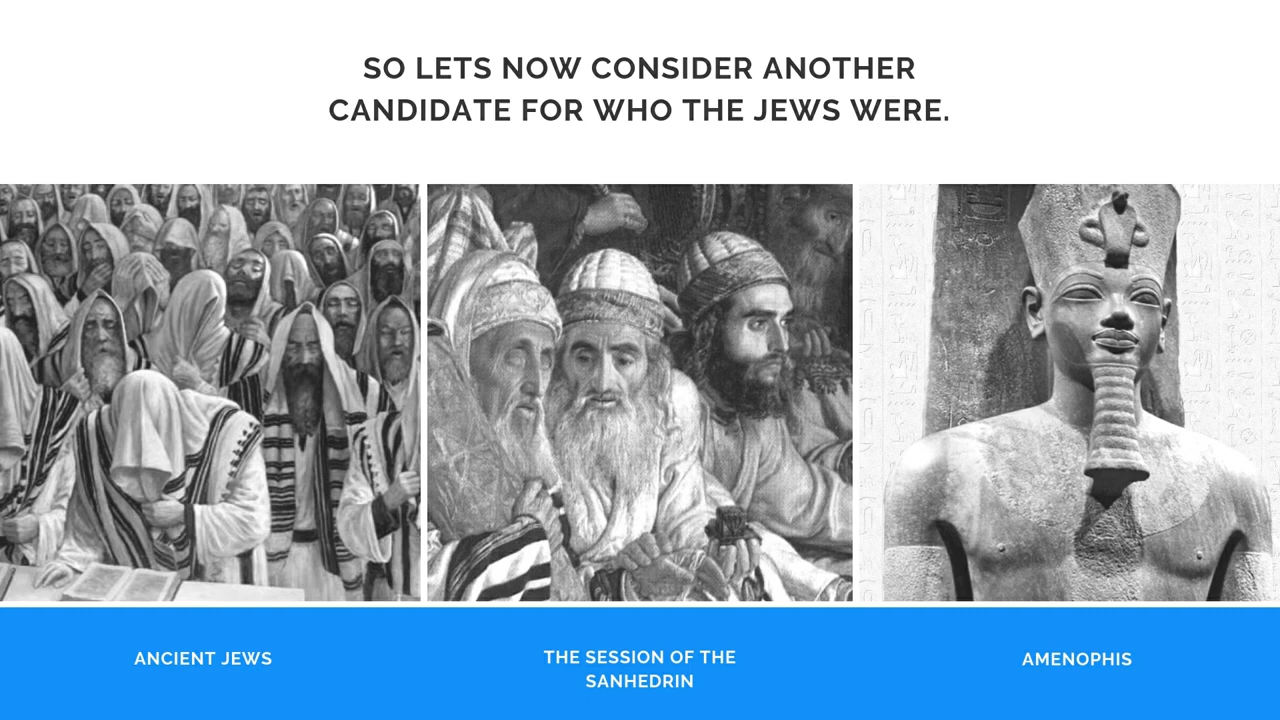 SO LETS NOW CONSIDER ANOTHER
CANDIDATE FOR WHO THE JEWS WERE.
ANCIENT JEWS
THE SESSION OF THE
SANHEDRIN
AMENOPHIS